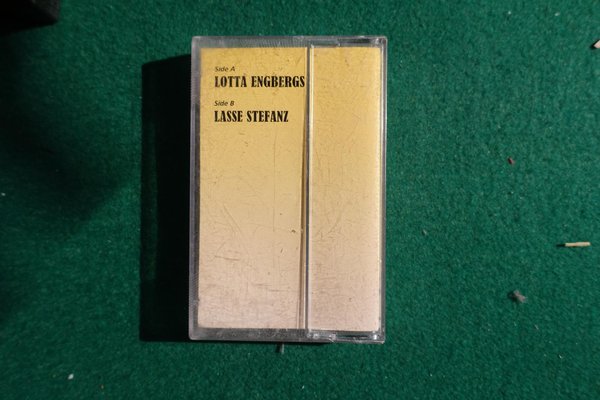 Side A
LOTTA ENGBERGS
Side B
LASSE STEFANZ